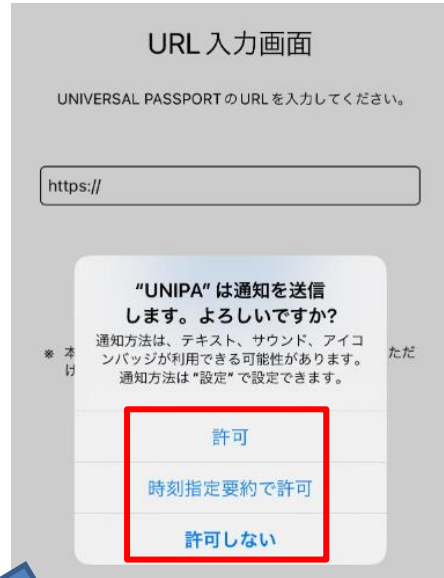 URL 入力画面
UNIVERSAL PASSPORT の URL を入力してください。
https://
"UNIPA" は通知を送信
します。よろしいですか?
通知方法は、テキスト、サウンド、アイコ
ンバッジが利用できる可能性があります。
通知方法は "設定" で設定できます。
※ 本
ただ
け
許可
時刻指定要約で許可
許可しない